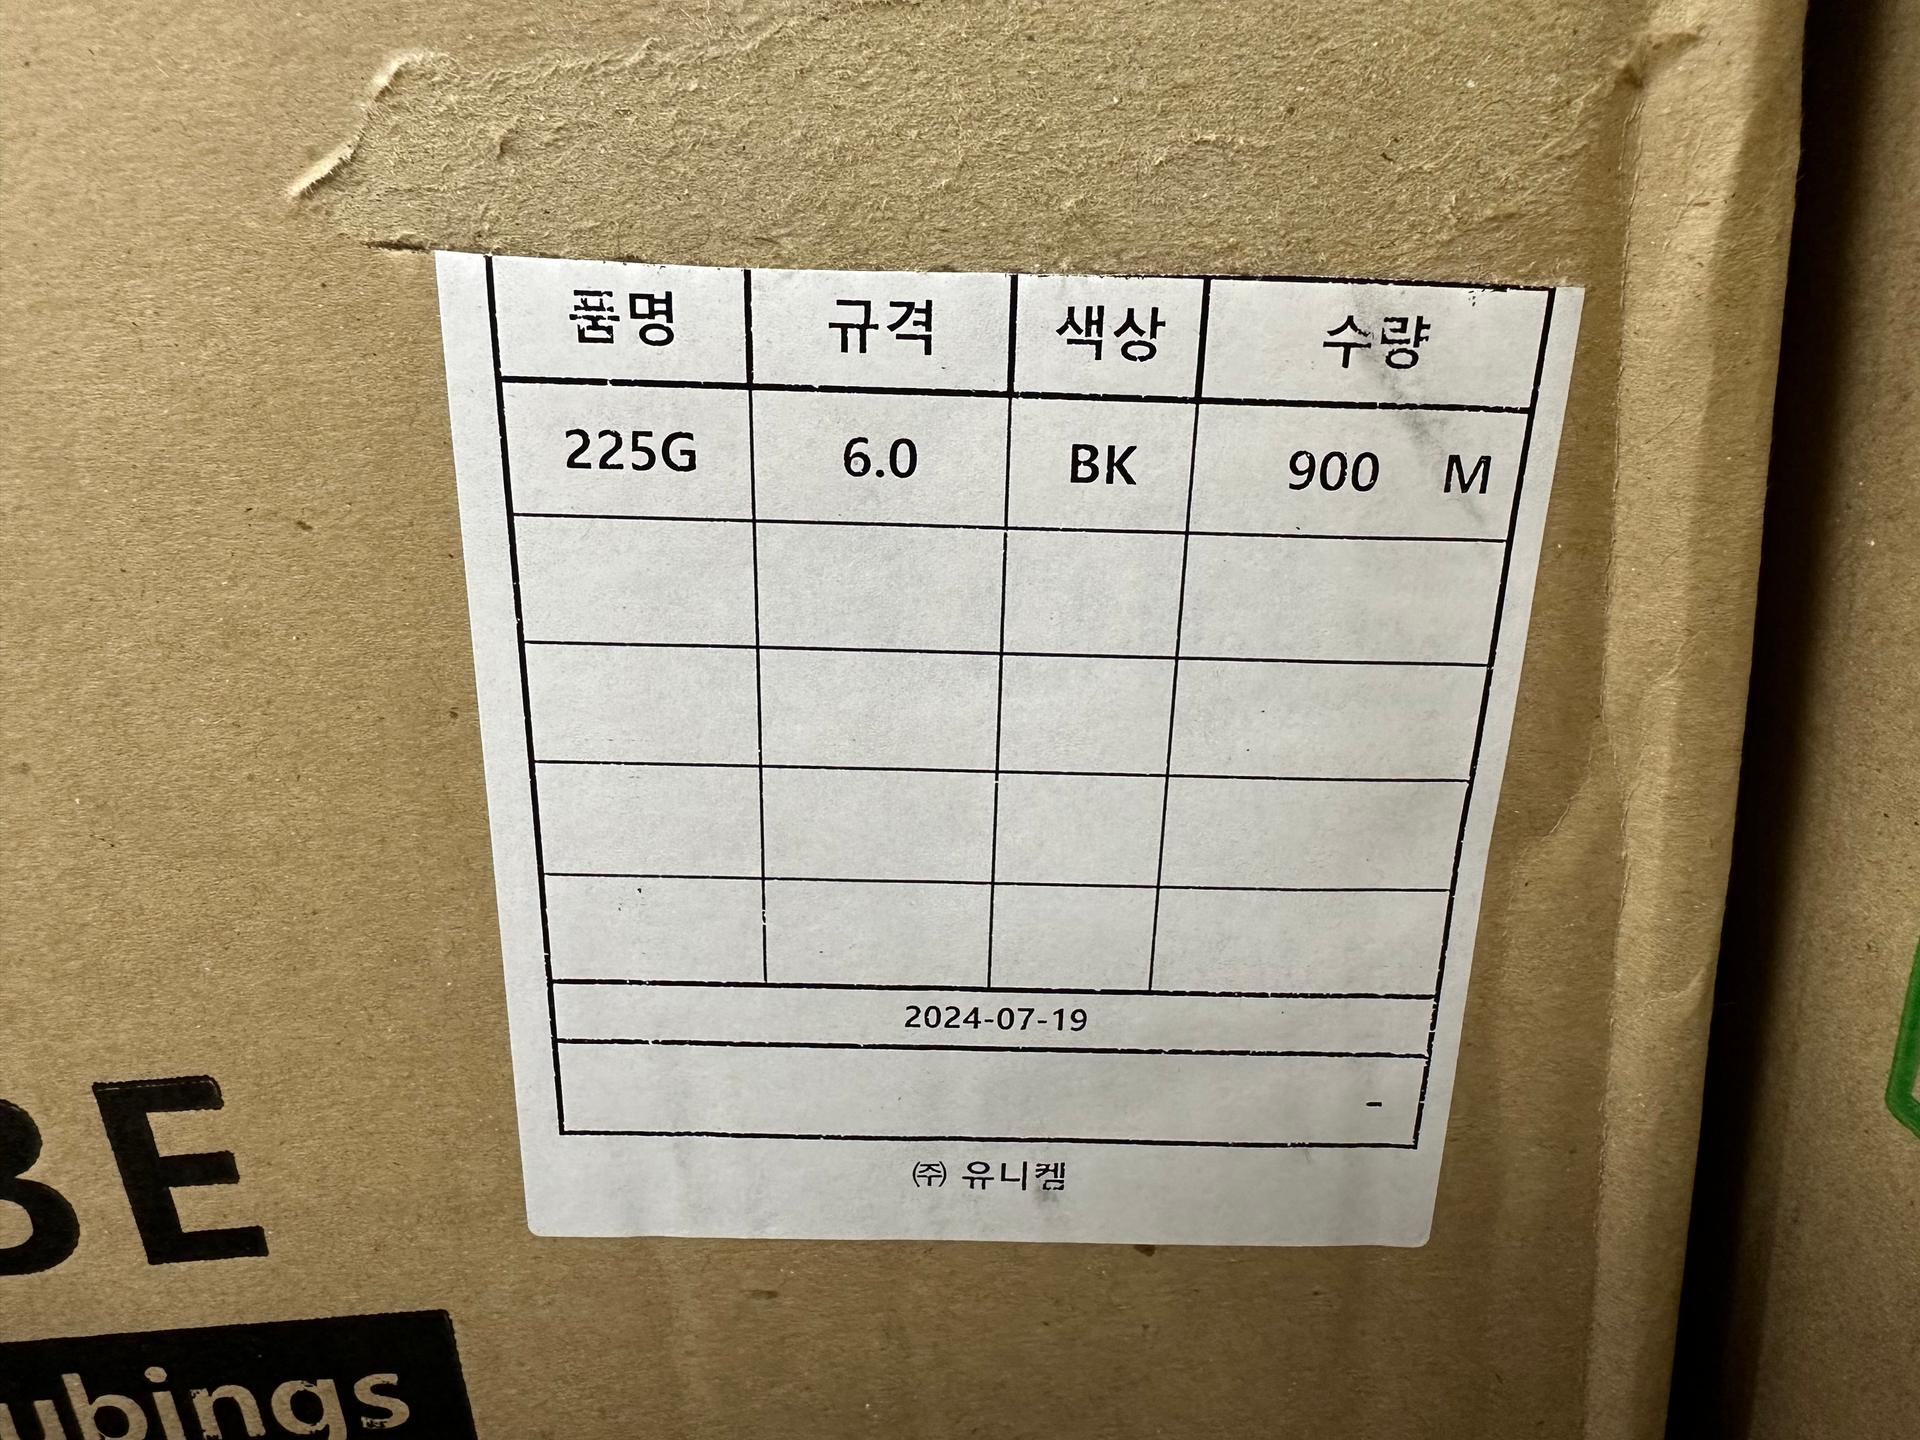 품명 규격 색상 수량
225G 6.0 BK 900 M
2024-07-19
-
㈜ 유니켐
BE
ubings